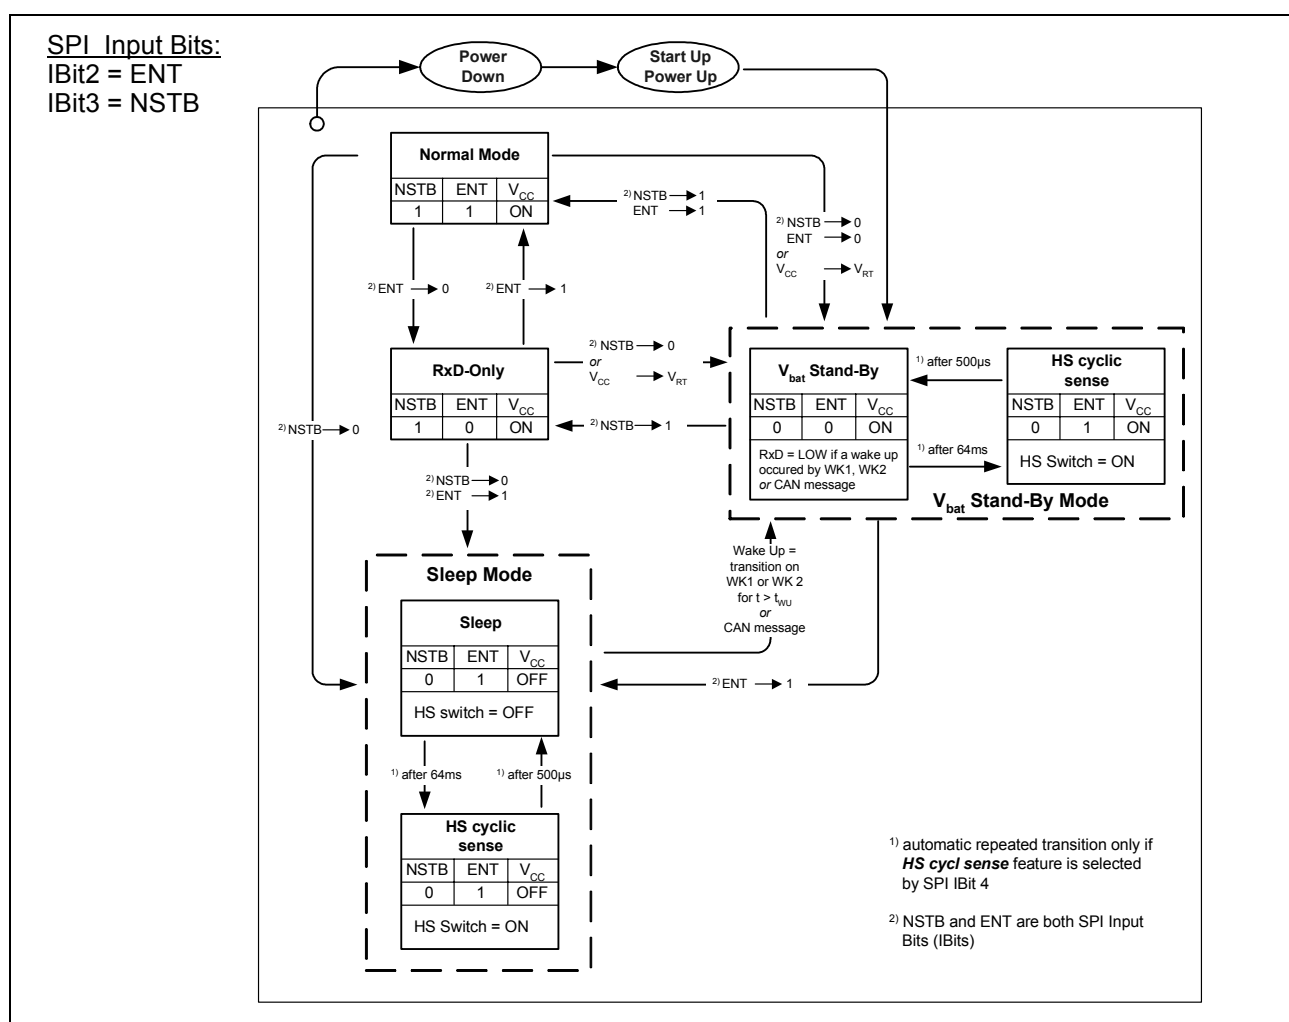 SPI Input Bits:
IBit2 = ENT
IBit3 = NSTB
Power
Down
Start Up
Power Up
Normal Mode
NSTB ENT VCC
1 1 ON
2) NSTB → 1
ENT → 1
2) NSTB → 0
ENT → 0
or
VCC → VRT
2) ENT → 0
2) ENT → 1
RxD-Only
NSTB ENT VCC
1 0 ON
2) NSTB → 0
or
VCC → VRT
2) NSTB → 1
Vbat Stand-By
NSTB ENT VCC
0 0 ON
RxD = LOW if a wake up
occured by WK1, WK2
or CAN message
1) after 500µs
1) after 64ms
HS cyclic
sense
NSTB ENT VCC
0 1 ON
HS Switch = ON
Vbat Stand-By Mode
2) NSTB → 0
2) NSTB → 0
2) ENT → 1
Wake Up =
transition on
WK1 or WK 2
for t > tWU
or
CAN message
2) ENT → 1
Sleep Mode
Sleep
NSTB ENT VCC
0 1 OFF
HS switch = OFF
1) after 64ms
1) after 500µs
HS cyclic
sense
NSTB ENT VCC
0 1 OFF
HS Switch = ON
1) automatic repeated transition only if
HS cycl sense feature is selected
by SPI IBit 4
2) NSTB and ENT are both SPI Input
Bits (IBits)